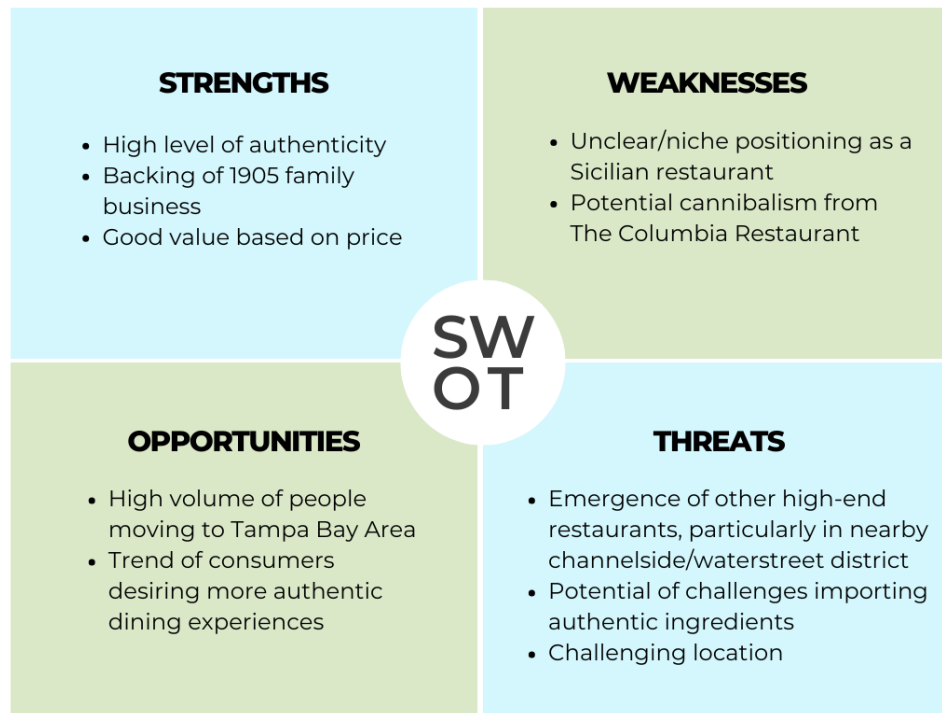 STRENGTHS
• High level of authenticity
• Backing of 1905 family
business
• Good value based on price
WEAKNESSES
• Unclear/niche positioning as a
Sicilian restaurant
• Potential cannibalism from
The Columbia Restaurant
SW
OT
OPPORTUNITIES
• High volume of people
moving to Tampa Bay Area
• Trend of consumers
desiring more authentic
dining experiences
THREATS
• Emergence of other high-end
restaurants, particularly in nearby
channelside/waterstreet district
• Potential of challenges importing
authentic ingredients
• Challenging location